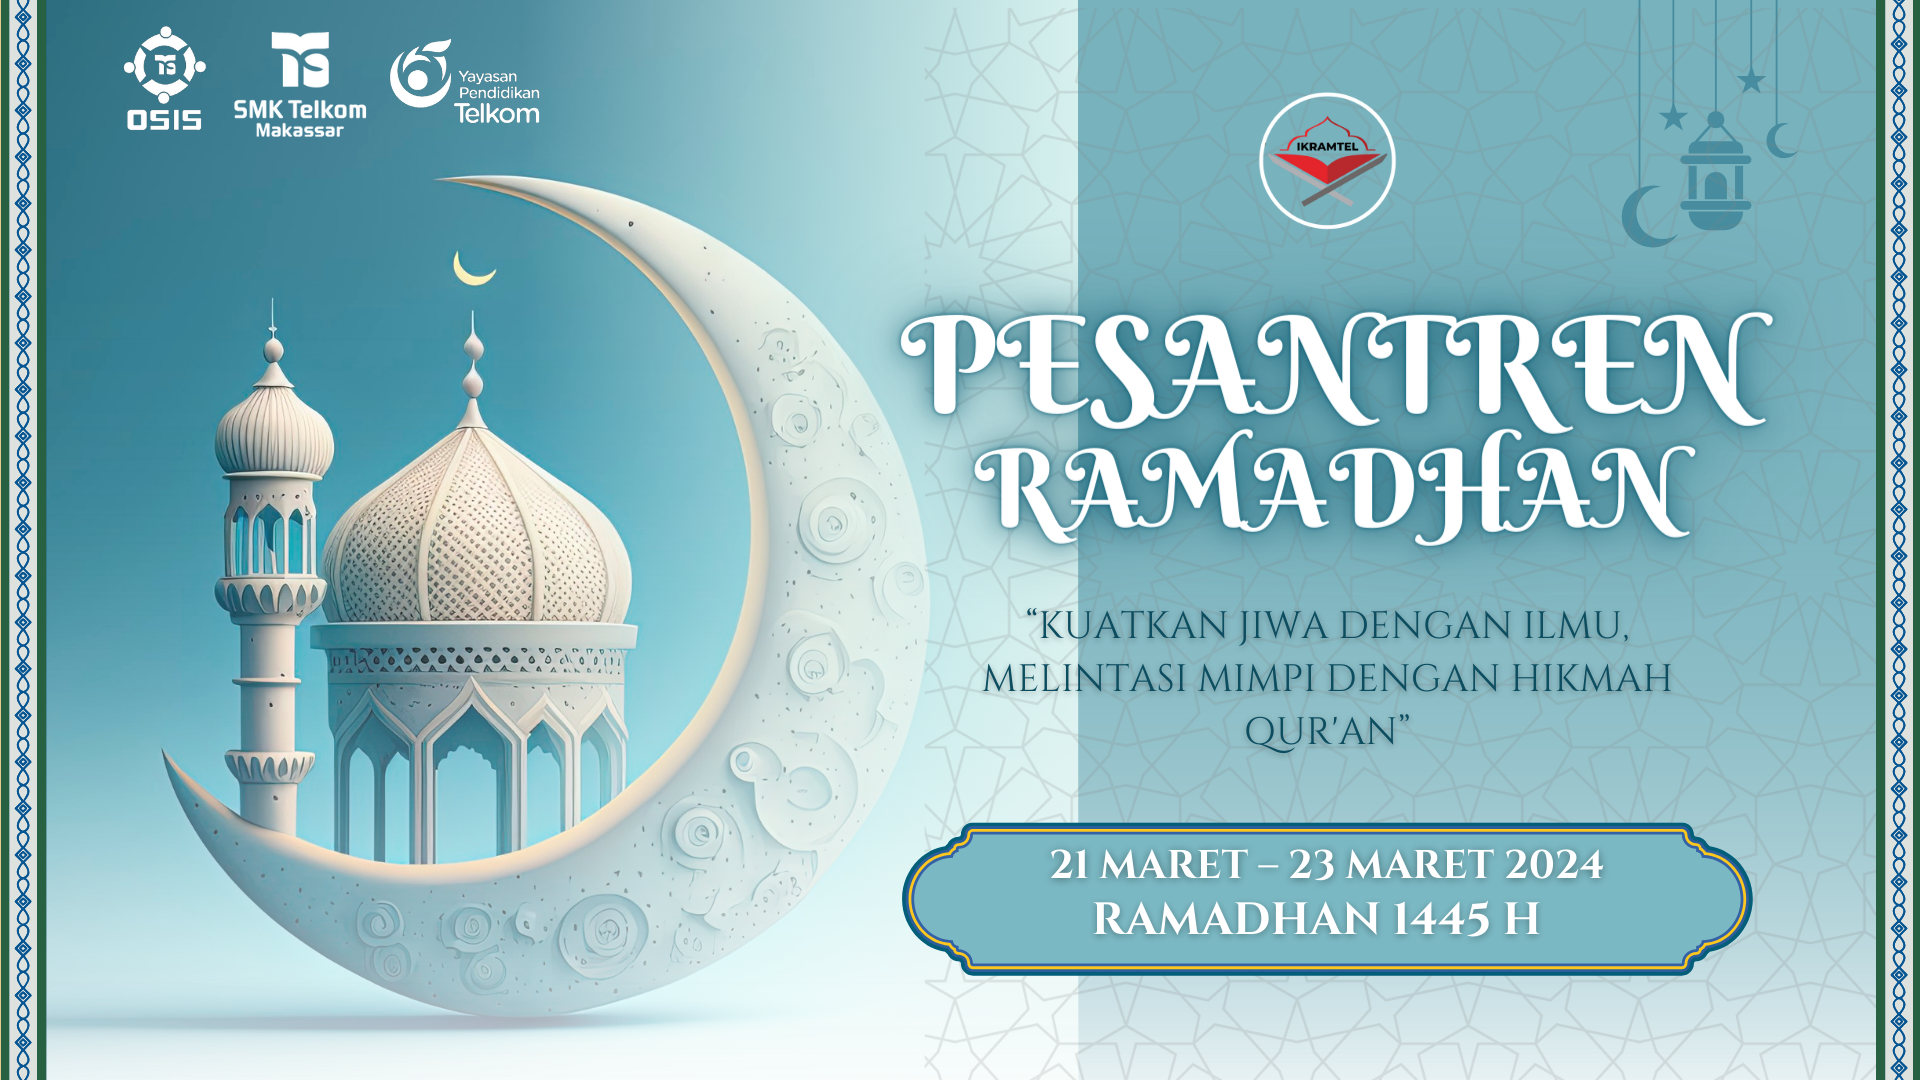 OSIS
SMK Telkom
Makassar
Yayasan
Pendidikan
Telkom
IKRAMTEL
PESANTREN
RAMADHAN
“KUATKAN JIWA DENGAN ILMU,
MELINTASI MIMPI DENGAN HIKMAH
QUR'AN”
21 MARET – 23 MARET 2024
RAMADHAN 1445 H